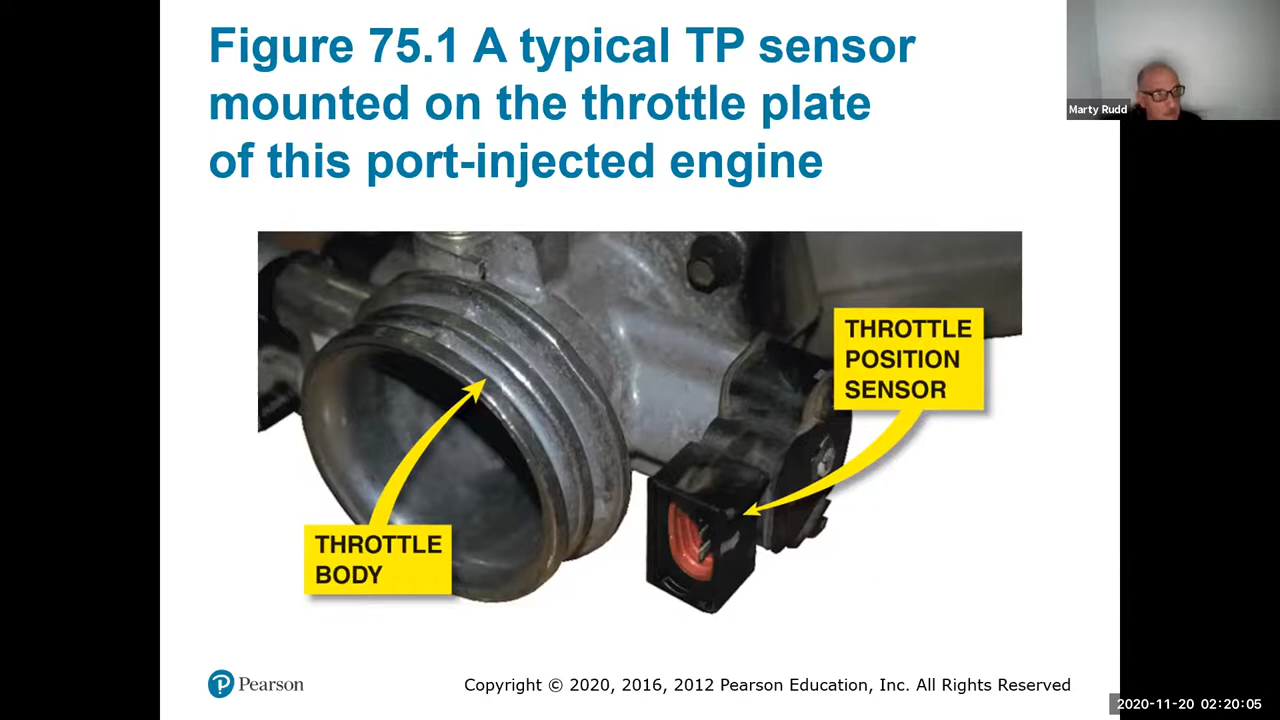 Figure 75.1 A typical TP sensor
mounted on the throttle plate
of this port-injected engine
Marty Rudd
THROTTLE
POSITION
SENSOR
THROTTLE
BODY
Pearson
Copyright © 2020, 2016, 2012 Pearson Education, Inc. All Rights Reserved
2020-11-20 02:20:05